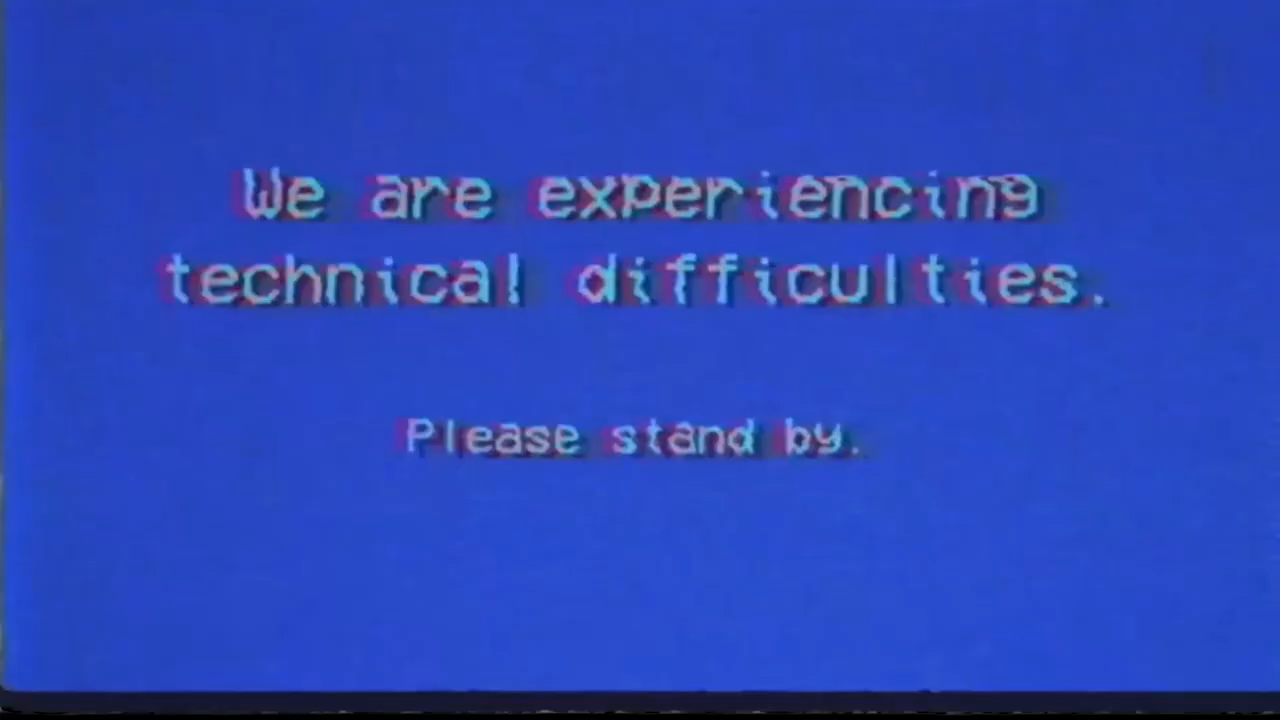 We are experiencing
technical difficulties.
Please stand by.